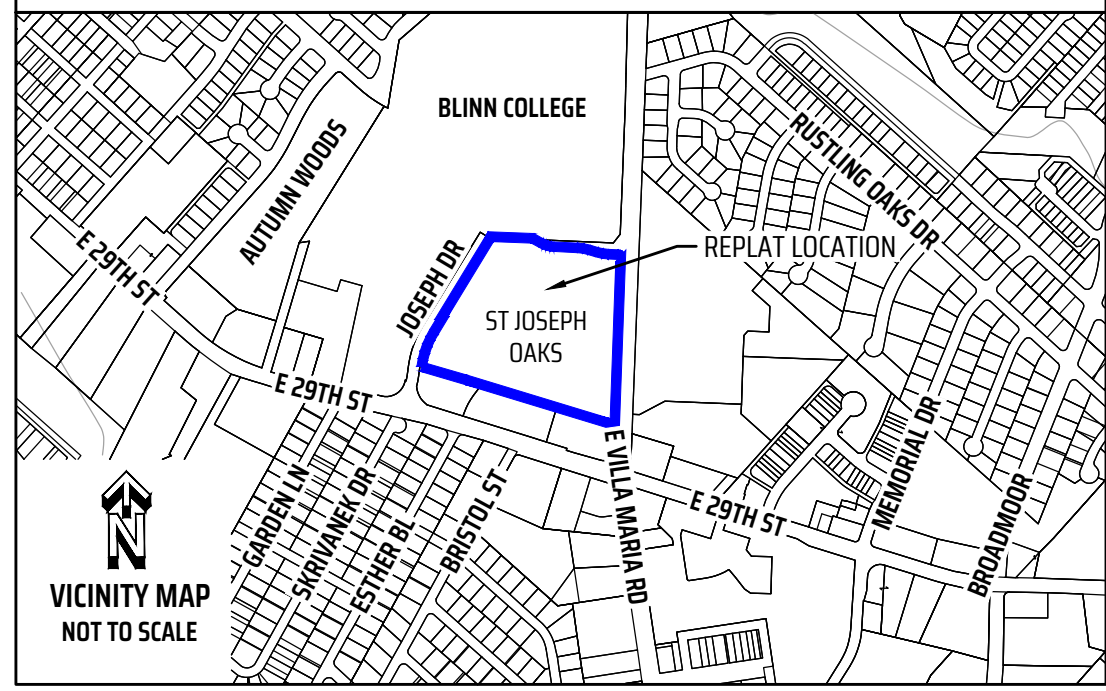 BLINN COLLEGE
RUSTLING OAKS DR
AUTUMN WOODS
E 29TH ST
JOSEPH DR
REPLAT LOCATION
ST JOSEPH
OAKS
E 29TH ST
E VILLA MARIA RD
E 29TH ST
MEMORIAL DR
BROADMOOR
GARDEN LN
SKRIVANEK DR
ESTHER BL
BRISTOL ST
N
VICINITY MAP
NOT TO SCALE